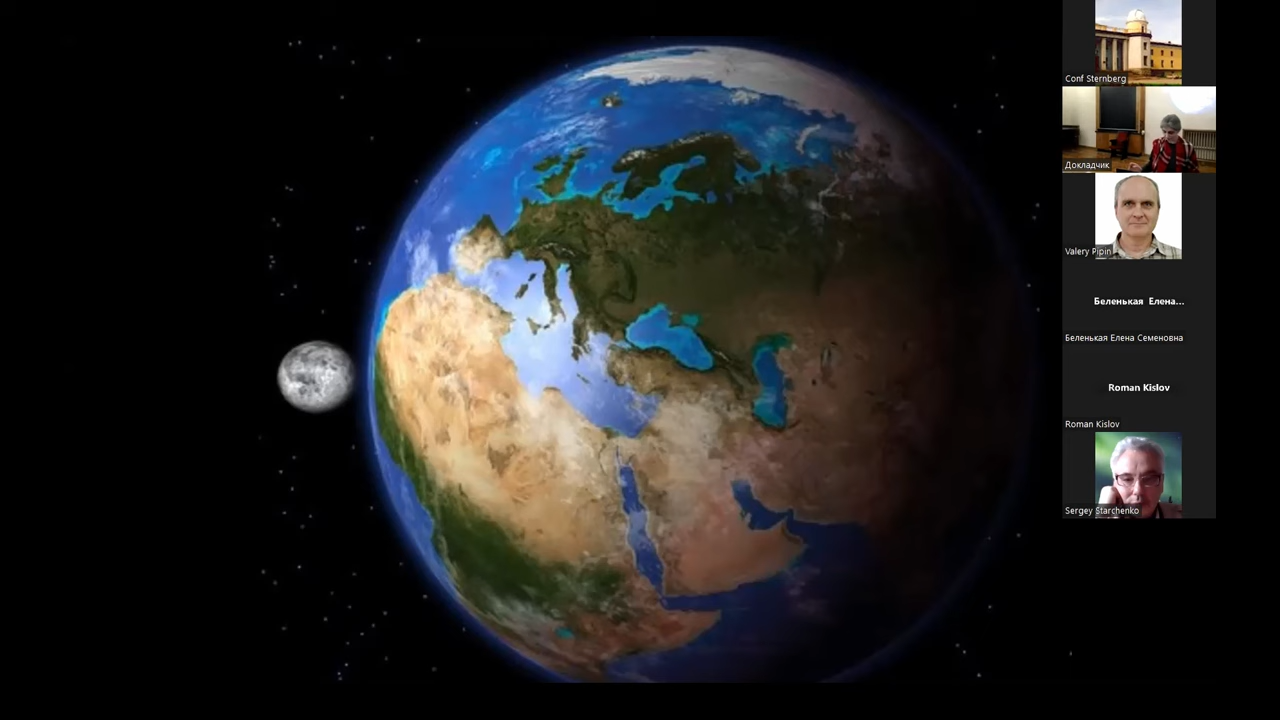 Conf Sternberg
Докладчик
Valery Pipin
Беленькая Елена...
Беленькая Елена Семеновна
Roman Kislov
Roman Kislov
Sergey Starchenko